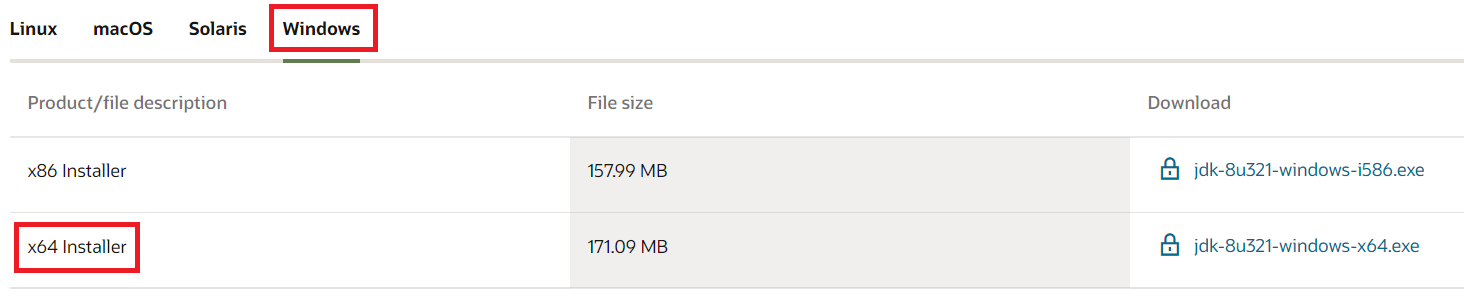 Linux macOS Solaris Windows
Product/file description File size Download
x86 Installer 157.99 MB jdk-8u321-windows-i586.exe
x64 Installer 171.09 MB jdk-8u321-windows-x64.exe